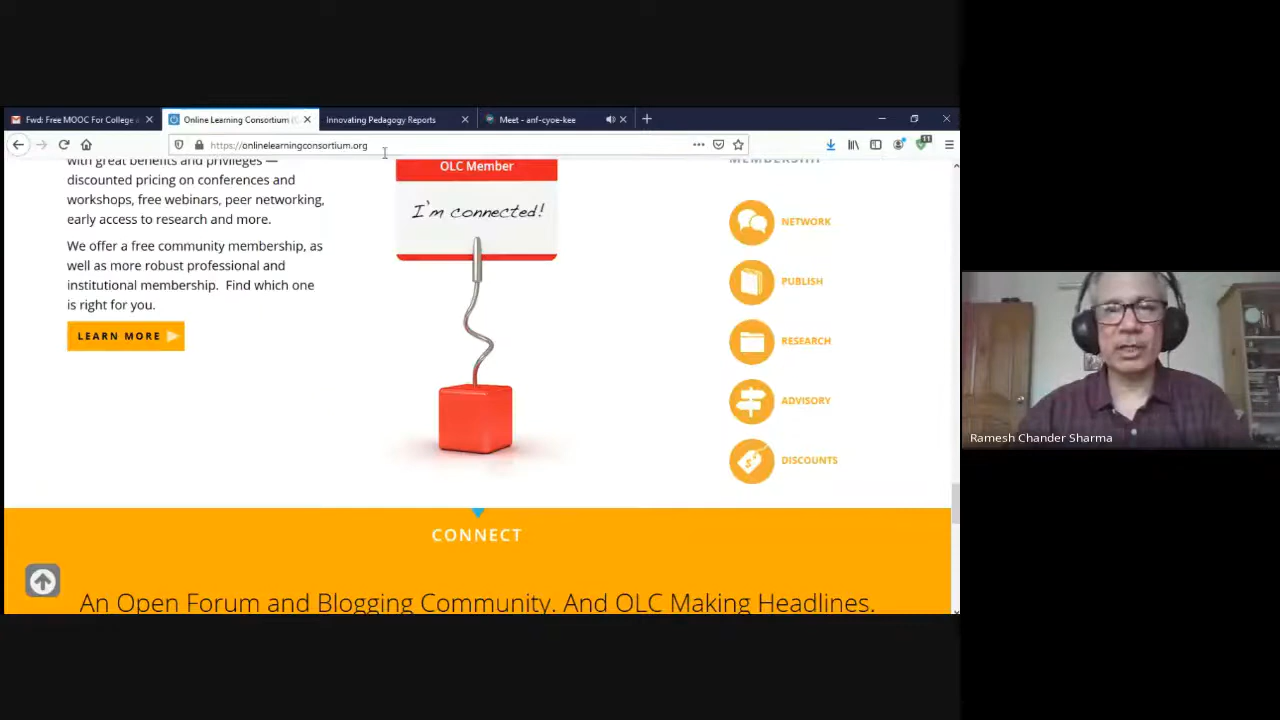 Fwd: Free MOOC For College
Online Learning Consortium (
Innovating Pedagogy Reports
Meet - anf-cyoe-kee
https://onlinelearningconsortium.org
11
with great benefits and privileges —
discounted pricing on conferences and
workshops, free webinars, peer networking,
early access to research and more.
We offer a free community membership, as
well as more robust professional and
institutional membership. Find which one
is right for you.
LEARN MORE
OLC Member
I'm connected!
MEMBERSHIP
NETWORK
PUBLISH
RESEARCH
ADVISORY
DISCOUNTS
CONNECT
An Open Forum and Blogging Community. And OLC Making Headlines.
Ramesh Chander Sharma